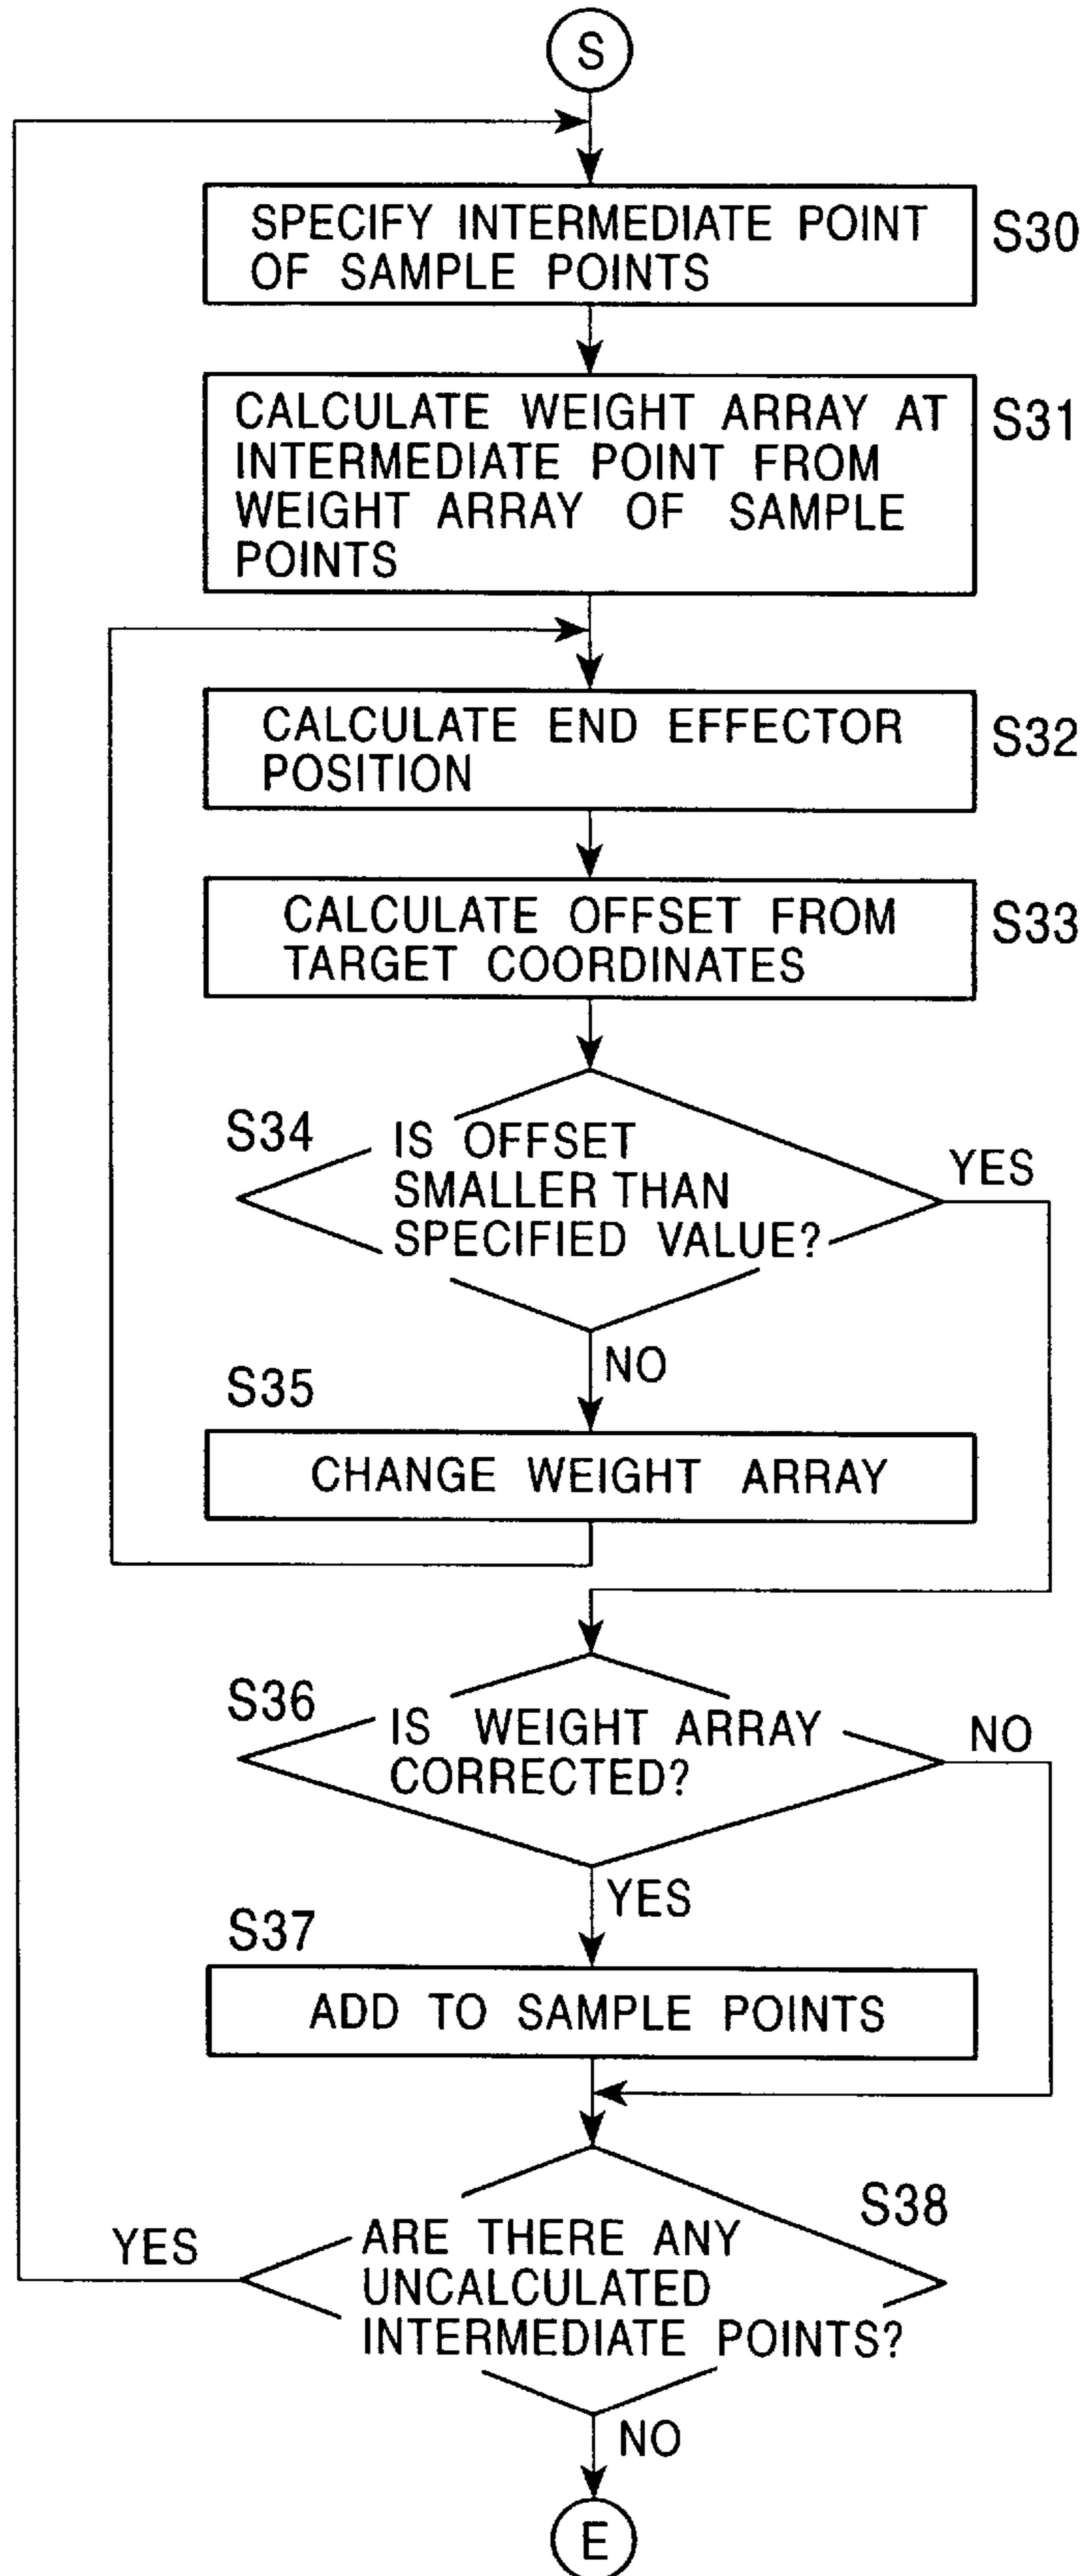 S
SPECIFY INTERMEDIATE POINT
OF SAMPLE POINTS
S30
CALCULATE WEIGHT ARRAY AT
INTERMEDIATE POINT FROM
WEIGHT ARRAY OF SAMPLE
POINTS
S31
CALCULATE END EFFECTOR
POSITION
S32
CALCULATE OFFSET FROM
TARGET COORDINATES
S33
S34
IS OFFSET
SMALLER THAN
SPECIFIED VALUE?
YES
NO
S35
CHANGE WEIGHT ARRAY
S36
IS WEIGHT ARRAY
CORRECTED?
NO
YES
S37
ADD TO SAMPLE POINTS
S38
YES
ARE THERE ANY
UNCALCULATED
INTERMEDIATE POINTS?
NO
E